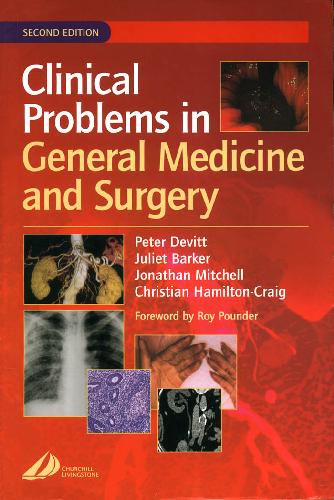 SECOND EDITION
Clinical
Problems in
General Medicine
and Surgery
Peter Devitt
Juliet Barker
Jonathan Mitchell
Christian Hamilton-Craig
Foreword by Roy Pounder
CHURCHILL
LIVINGSTONE